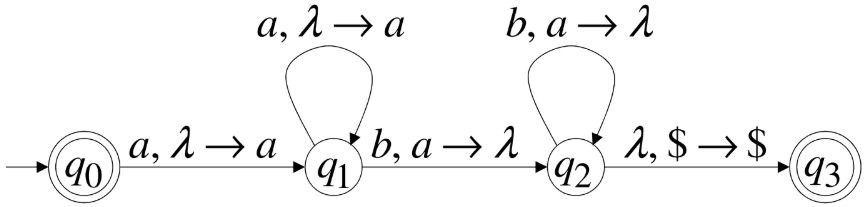 a, λ → a b, a → λ
q0 a, λ → a q1 b, a → λ q2 λ, $ → $ q3